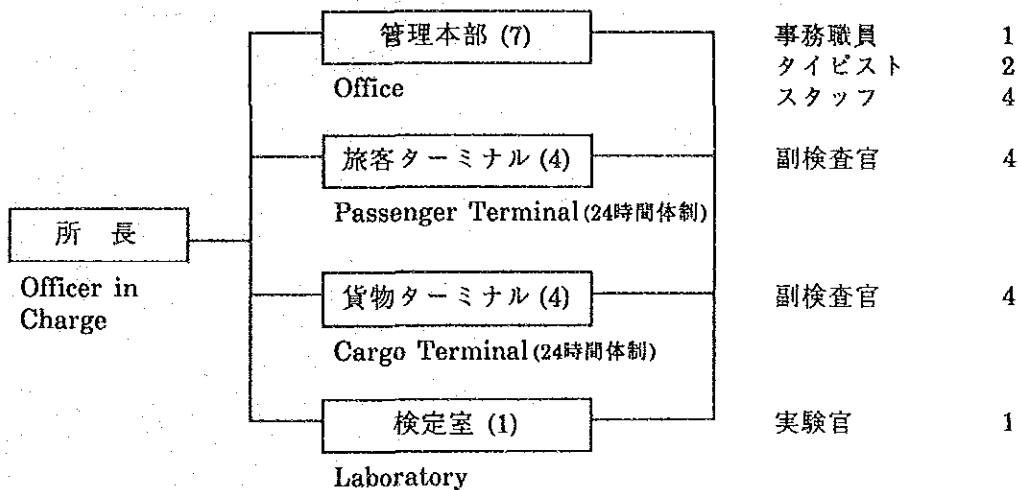 管理本部 (7)
Office
事務職員 1
タイピスト 2
スタッフ 4
旅客ターミナル (4)
Passenger Terminal (24時間体制)
副検査官 4
所 長
Officer in
Charge
貨物ターミナル (4)
Cargo Terminal (24時間体制)
副検査官 4
検定室 (1)
Laboratory
実験官 1